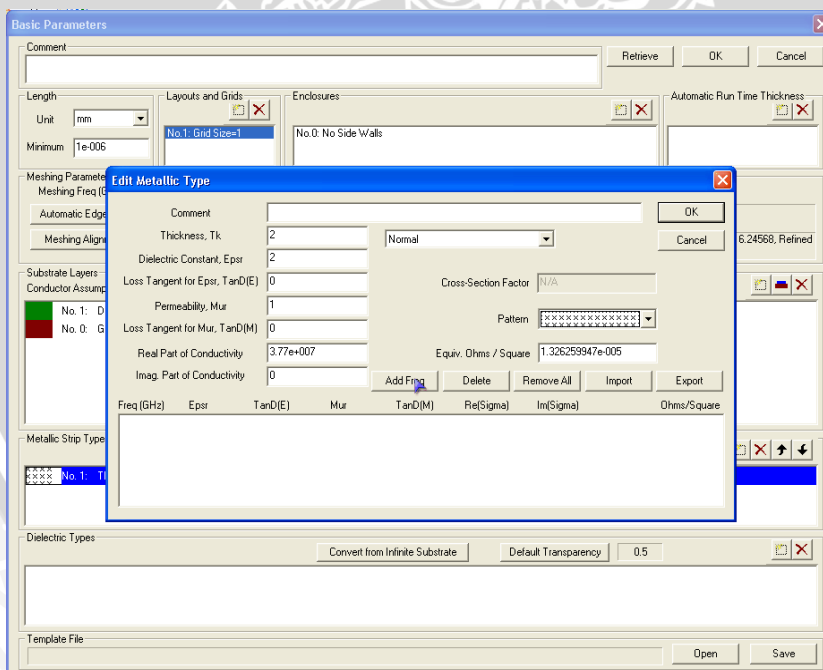 Basic Parameters
Comment
Retrieve OK Cancel
Length Layouts and Grids Enclosures Automatic Run Time Thickness
Unit mm
No.1: Grid Size=1 No.0: No Side Walls
Minimum 1e-006
Meshing Paramete
Meshing Freq (G
Automatic Edge
Meshing Alignm 6.24568, Refined
Substrate Layers
Conductor Assump
No. 1: D
No. 0: G
Edit Metallic Type
Comment OK
Thickness, Tk 2 Normal Cancel
Dielectric Constant, Epsr 2
Loss Tangent for Epsr, TanD(E) 0 Cross-Section Factor N/A
Permeability, Mur 1 Pattern
Loss Tangent for Mur, TanD(M) 0
Real Part of Conductivity 3.77e+007 Equiv. Ohms / Square 1.326259947e-005
Imag. Part of Conductivity 0 Add Freq Delete Remove All Import Export
Freq (GHz) Epsr TanD(E) Mur TanD(M) Re(Sigma) Im(Sigma) Ohms/Square
Metallic Strip Type
No. 1: T
Dielectric Types
Convert from Infinite Substrate Default Transparency 0.5
Template File
Open Save